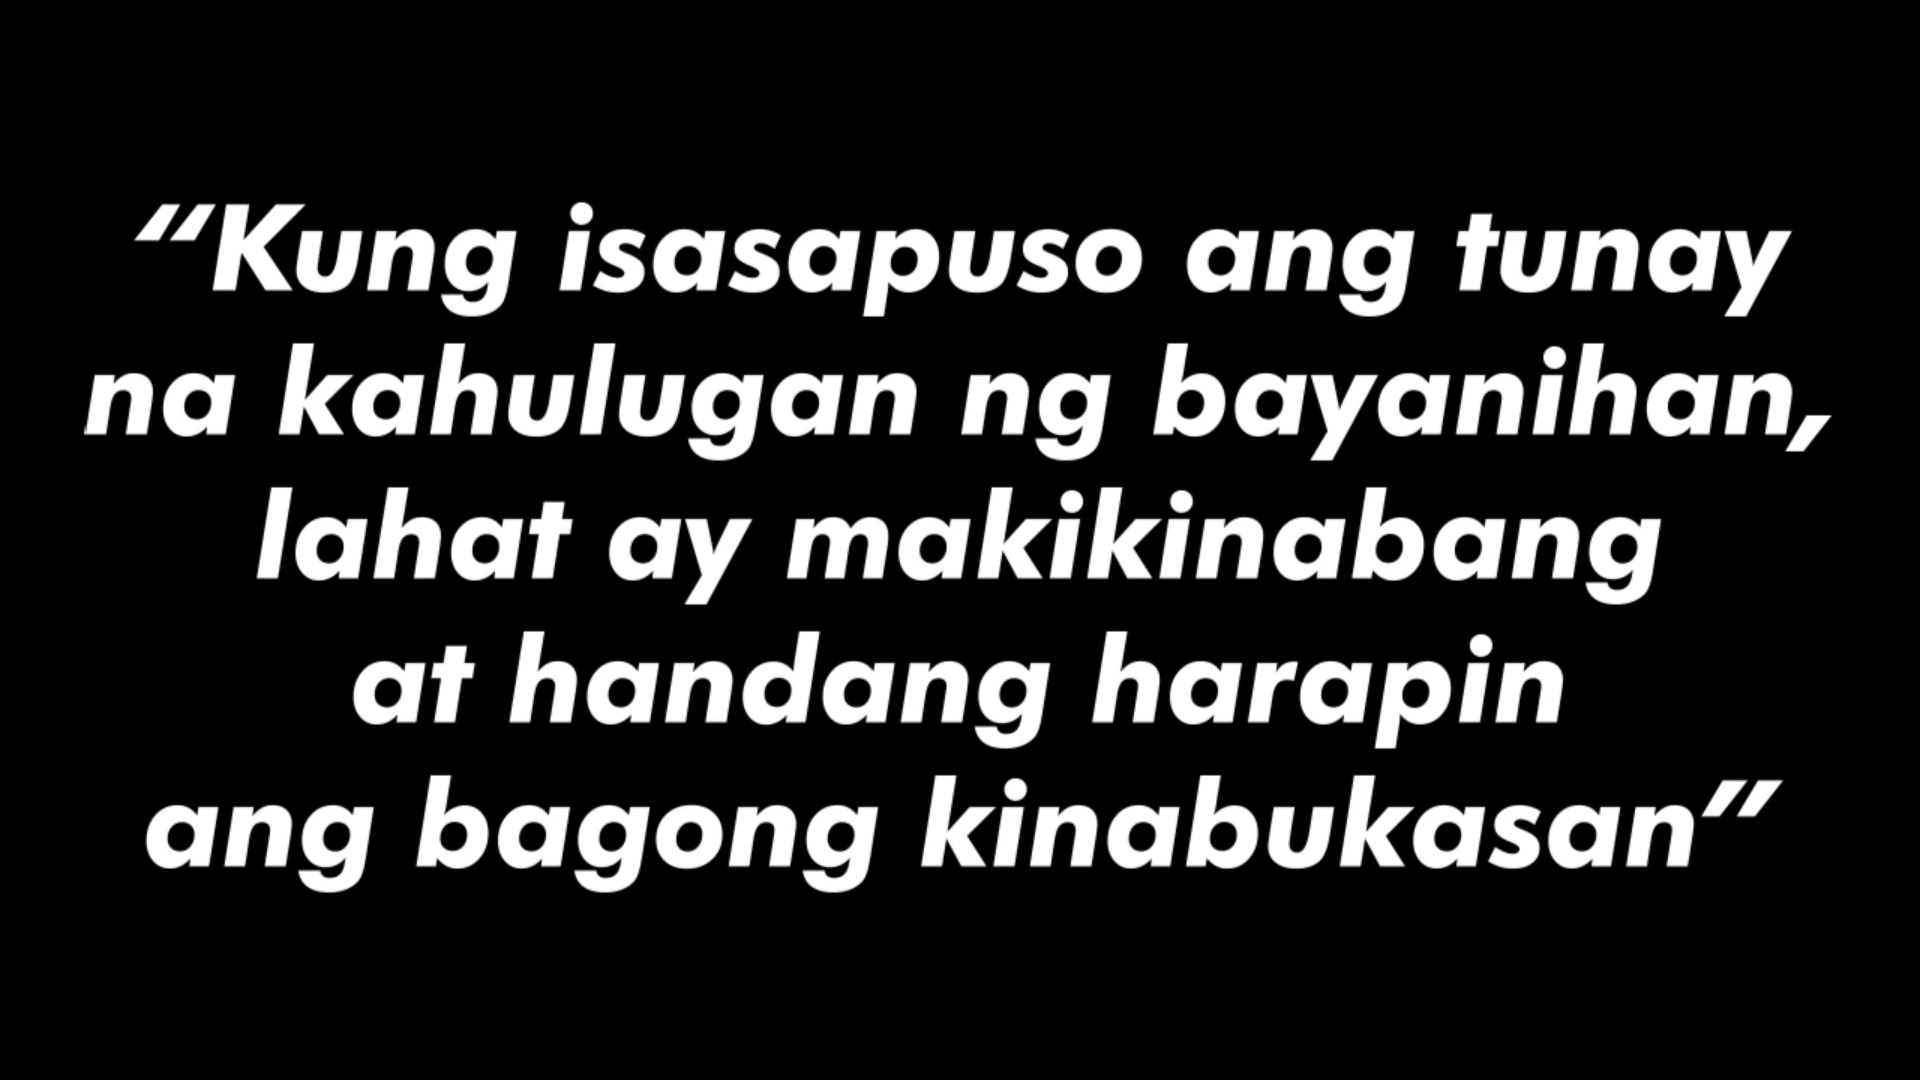 “Kung isasapuso ang tunay
na kahulugan ng bayanihan,
lahat ay makikinabang
at handang harapin
ang bagong kinabukasan”